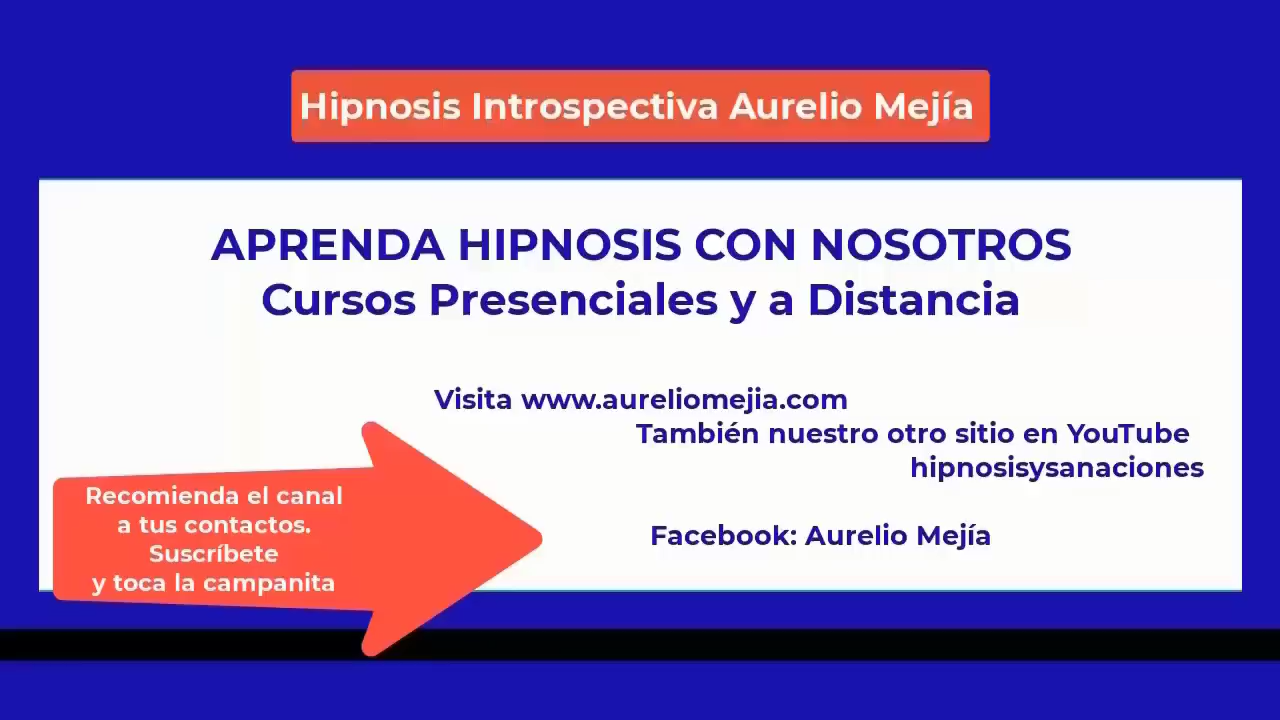 Hipnosis Introspectiva Aurelio Mejía
APRENDA HIPNOSIS CON NOSOTROS
Cursos Presenciales y a Distancia
Visita www.aureliomejia.com
También nuestro otro sitio en YouTube
hipnosisysanaciones
Facebook: Aurelio Mejía
Recomienda el canal
a tus contactos.
Suscríbete
y toca la campanita